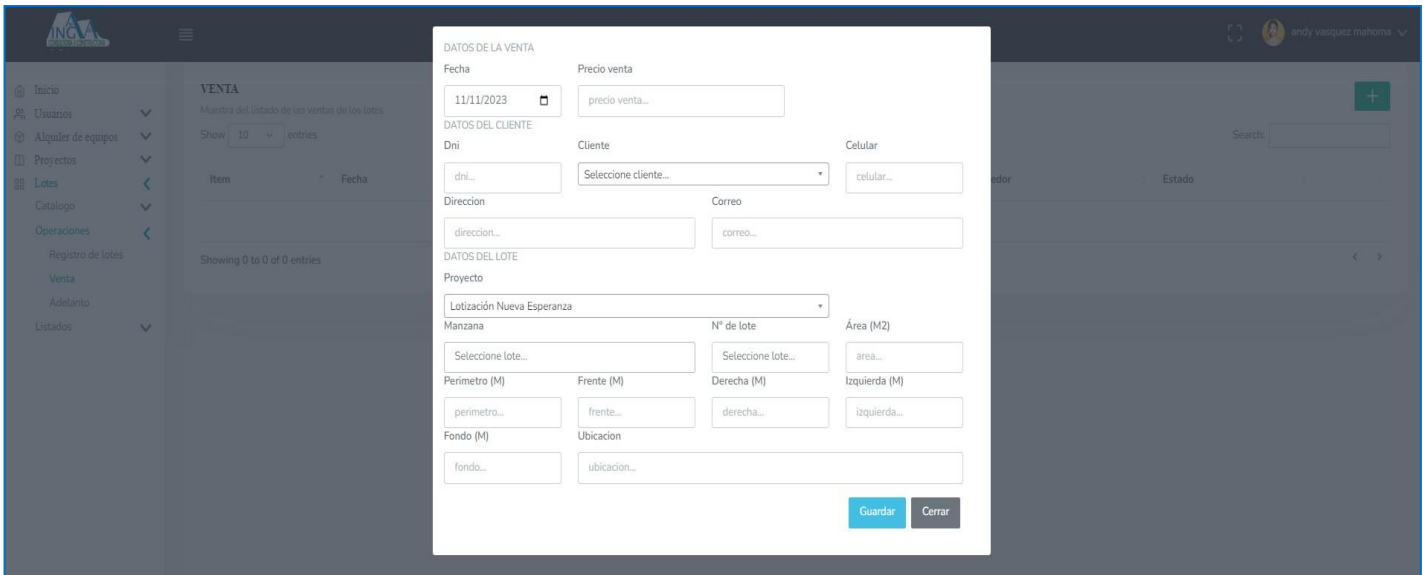 INGA
andy vasquez mahoma
Inicio
Usuarios
Alquiler de equipos
Proyectos
Lotes
Catalogo
Operaciones
Registro de lotes
Venta
Adelanto
Listados
VENTA
Muestra del listado de las ventas de los lotes
Show 10 entries
Search:
Item Fecha edor Estado
Showing 0 to 0 of 0 entries
DATOS DE LA VENTA
Fecha Precio venta
11/11/2023 precio venta...
DATOS DEL CLIENTE
Dni Cliente Celular
dni... Seleccione cliente... celular...
Direccion Correo
direccion... correo...
DATOS DEL LOTE
Proyecto
Lotización Nueva Esperanza
Manzana N° de lote Área (M2)
Seleccione lote... Seleccione lote... area...
Perimetro (M) Frente (M) Derecha (M) Izquierda (M)
perimetro... frente... derecha... izquierda...
Fondo (M) Ubicacion
fondo... ubicacion...
Guardar Cerrar